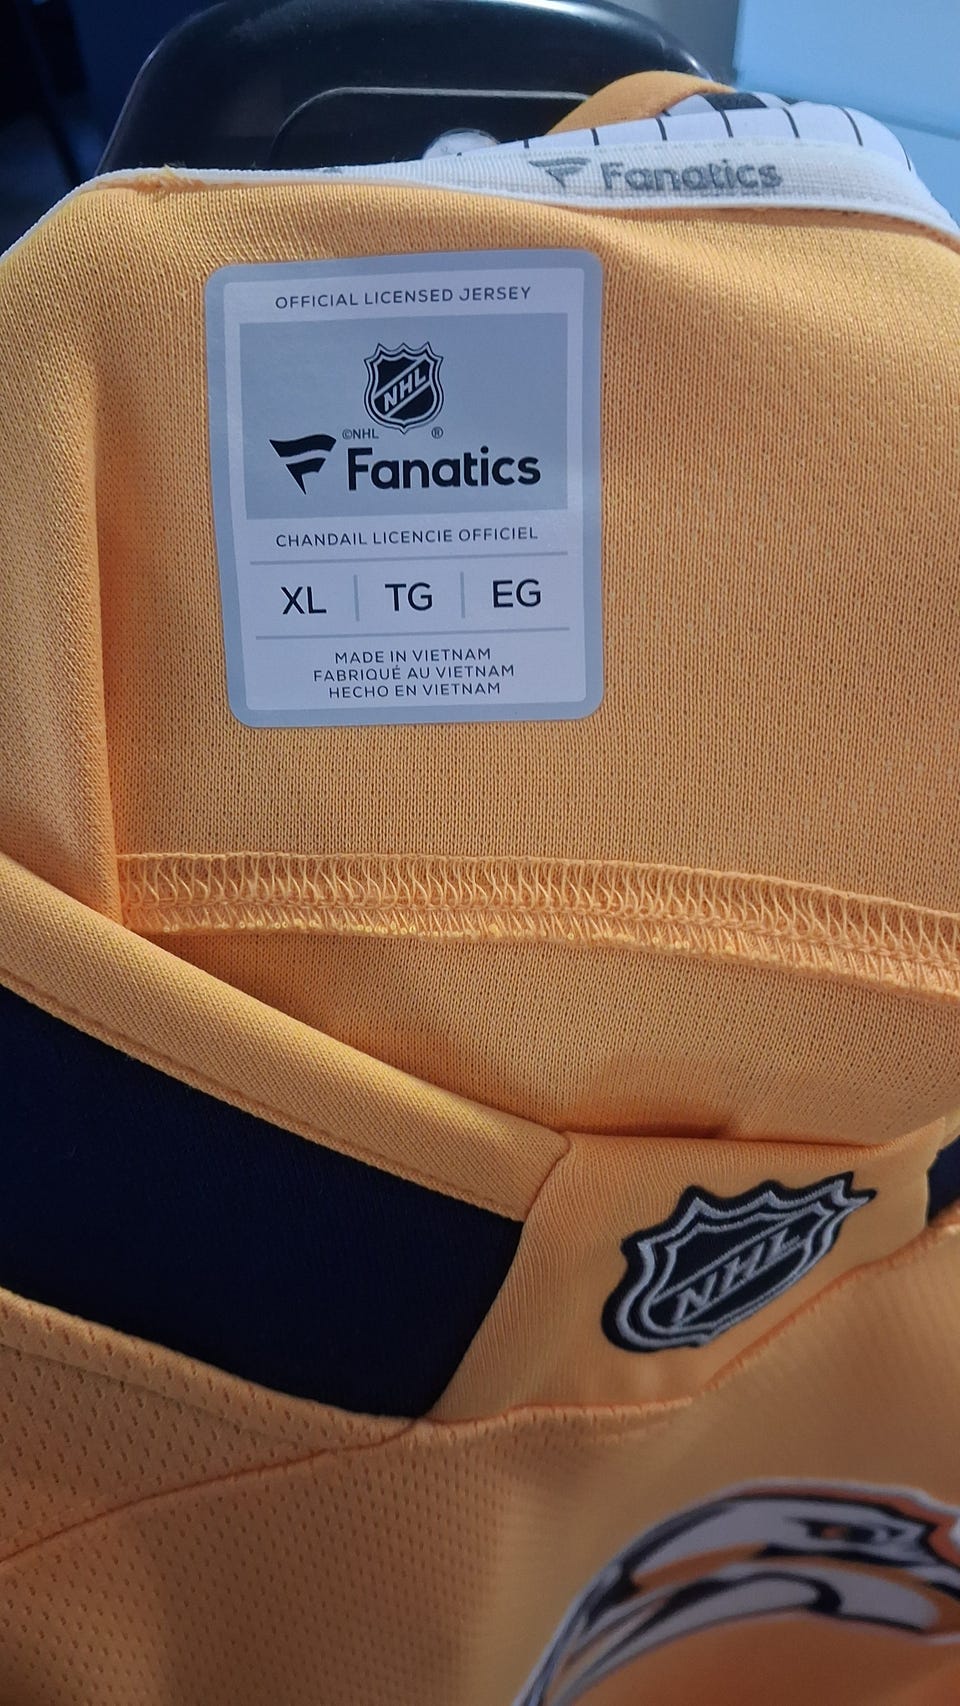 Fanatics
OFFICIAL LICENSED JERSEY
NHL
©NHL ®
Fanatics
CHANDAIL LICENCIE OFFICIEL
XL TG EG
MADE IN VIETNAM
FABRIQUÉ AU VIETNAM
HECHO EN VIETNAM
NHL